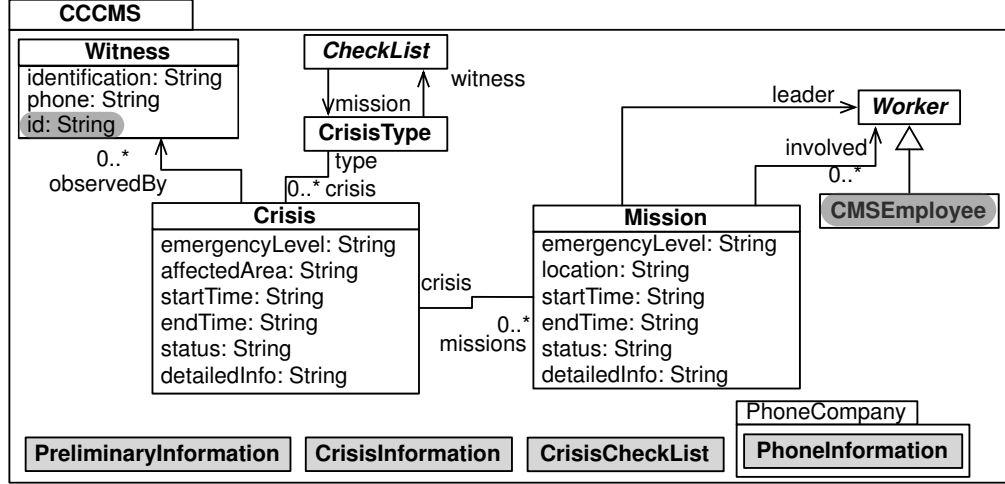 CCCMS
Witness
identification: String
phone: String
id: String
CheckList
mission
witness
CrisisType
type
0..* crisis
0..*
observedBy
leader
Worker
involved
0..*
CMSEmployee
Crisis
emergencyLevel: String
affectedArea: String
startTime: String
endTime: String
status: String
detailedInfo: String
crisis
0..*
missions
Mission
emergencyLevel: String
location: String
startTime: String
endTime: String
status: String
detailedInfo: String
PreliminaryInformation
CrisisInformation
CrisisCheckList
PhoneCompany
PhoneInformation